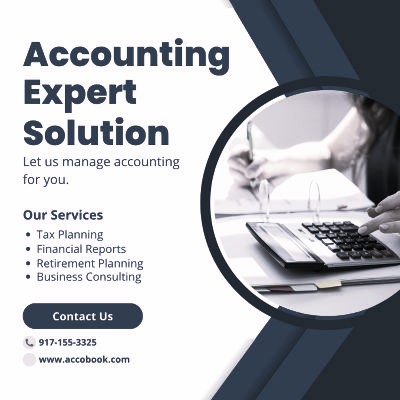 Accounting
Expert
Solution
Let us manage accounting
for you.
Our Services
• Tax Planning
• Financial Reports
• Retirement Planning
• Business Consulting
Contact Us
917-155-3325
www.accobook.com